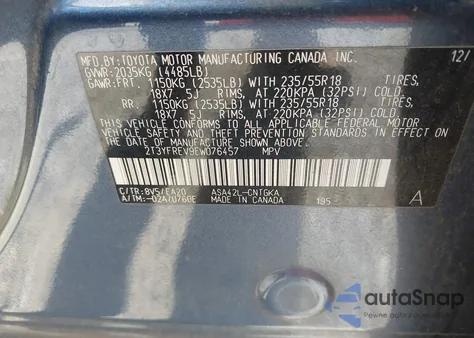 MFD.BY: TOYOTA MOTOR MANUFACTURING CANADA INC. 12/
GVWR: 2035KG (4485LB)
GAWR: FRT. 1150KG (2535LB) WITH 235/55R18 TIRES,
18X7.5J RIMS, AT 220KPA (32PSI) COLD.
RR. 1150KG (2535LB) WITH 235/55R18 TIRES,
18X7.5J RIMS, AT 220KPA (32PSI) COLD.
THIS VEHICLE CONFORMS TO ALL APPLICABLE
FEDERAL MOTOR VEHICLE SAFETY AND THEFT
PREVENTION STANDARDS IN EFFECT ON THE DATE OF
MANUFACTURE SHOWN ABOVE.
2T3YFREV9EW076457 MPV
C/TR: 8V5/EA20 ASA42L-CNTGKA
A/TM: -02A/U760E MADE IN CANADA 195 A
autoSnap
Pewne auto